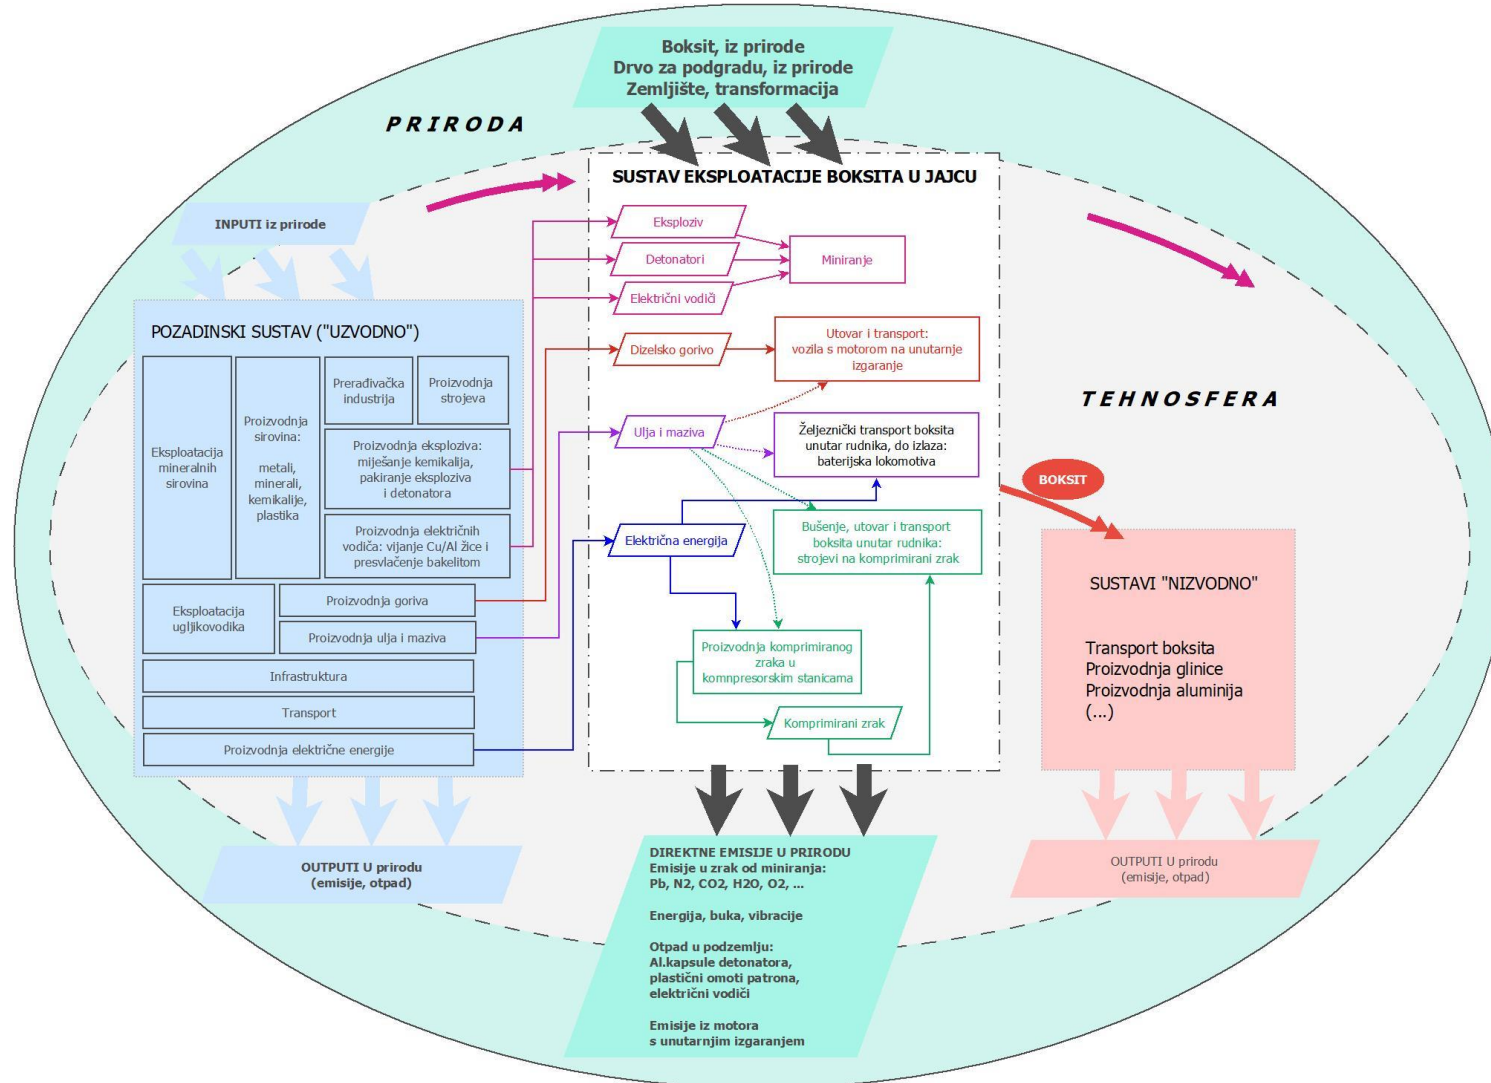 Boksit, iz prirode
Drvo za podgradu, iz prirode
Zemljište, transformacija
PRIRODA
SUSTAV EKSPLOATACIJE BOKSITA U JAJCU
INPUTI iz prirode
Eksploziv
Detonatori
Električni vodiči
Miniranje
POZADINSKI SUSTAV ("UZVODNO")
Eksploatacija
mineralnih
sirovina
Proizvodnja
sirovina:
metali,
minerali,
kemikalije,
plastika
Prerađivačka
industrija
Proizvodnja
strojeva
Proizvodnja eksploziva:
miješanje kemikalija,
pakiranje eksploziva
i detonatora
Proizvodnja električnih
vodiča: vijanje Cu/Al žice i
presvlačenje bakelitom
Eksploatacija
ugljikovodika
Proizvodnja goriva
Proizvodnja ulja i maziva
Infrastruktura
Transport
Proizvodnja električne energije
Dizelsko gorivo
Utovar i transport:
vozila s motorom na unutarnje
izgaranje
Ulja i maziva
Željeznički transport boksita
unutar rudnika, do izlaza:
baterijska lokomotiva
Električna energija
Bušenje, utovar i transport
boksita unutar rudnika:
strojevi na komprimirani zrak
Proizvodnja komprimiranog
zraka u
komnpresorskim stanicama
Komprimirani zrak
TEHNOSFERA
BOKSIT
SUSTAVI "NIZVODNO"
Transport boksita
Proizvodnja glinice
Proizvodnja aluminija
(...)
OUTPUTI U prirodu
(emisije, otpad)
DIREKTNE EMISIJE U PRIRODU
Emisije u zrak od miniranja:
Pb, N2, CO2, H2O, O2, ...
Energija, buka, vibracije
Otpad u podzemlju:
Al.kapsule detonatora,
plastični omoti patrona,
električni vodiči
Emisije iz motora
s unutarnjim izgaranjem
OUTPUTI U prirodu
(emisije, otpad)